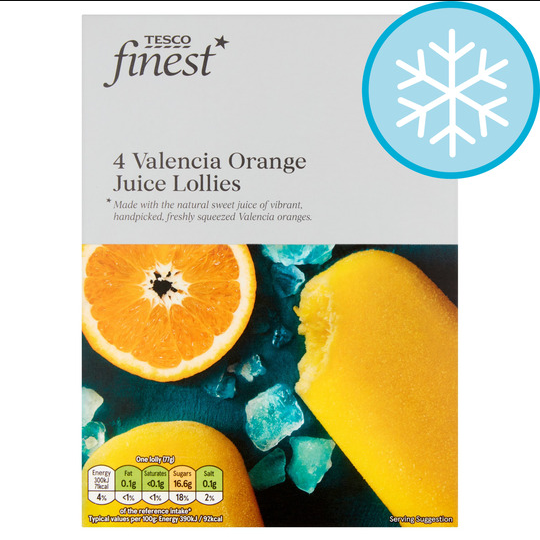 TESCO
finest*
4 Valencia Orange
Juice Lollies
*Made with the natural sweet juice of vibrant,
handpicked, freshly squeezed Valencia oranges.
One lolly (77g)
Energy Fat Saturates Sugars Salt
300kJ 0.1g <0.1g 16.6g 0.1g
71kcal
4% <1% <1% 18% 2%
of the reference intake*
Typical values per 100g: Energy 390kJ / 92kcal
Serving Suggestion